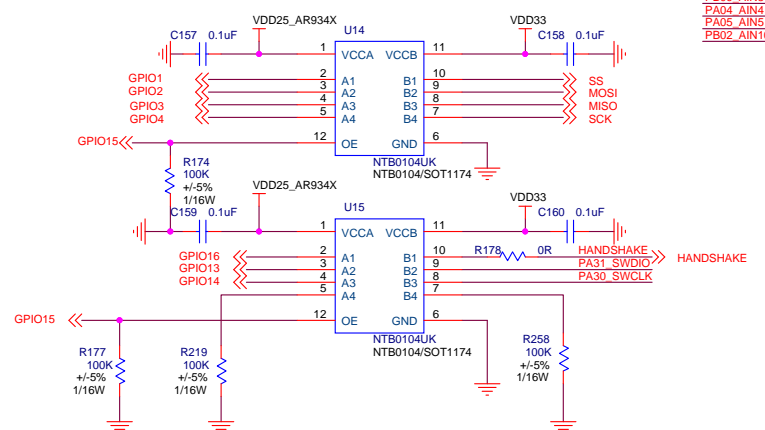 PA04_AIN4
PA05_AIN5
VDD25_AR934X
VDD33
C157 0.1uF
U14
C158 0.1uF
1 VCCA VCCB 11
GPIO1 2 A1 B1 10 SS
GPIO2 3 A2 B2 9 MOSI
GPIO3 4 A3 B3 8 MISO
GPIO4 5 A4 B4 7 SCK
GPIO15 12 OE GND 6
NTB0104UK
NTB0104/SOT1174
R174
100K
+/-5%
1/16W
VDD25_AR934X
VDD33
C159 0.1uF
U15
C160 0.1uF
1 VCCA VCCB 11
GPIO16 2 A1 B1 10 R178 0R HANDSHAKE HANDSHAKE
GPIO13 3 A2 B2 9 PA31_SWDIO
GPIO14 4 A3 B3 8 PA30_SWCLK
5 A4 B4 7
GPIO15 12 OE GND 6
NTB0104UK
NTB0104/SOT1174
R177
100K
+/-5%
1/16W
R219
100K
+/-5%
1/16W
R258
100K
+/-5%
1/16W